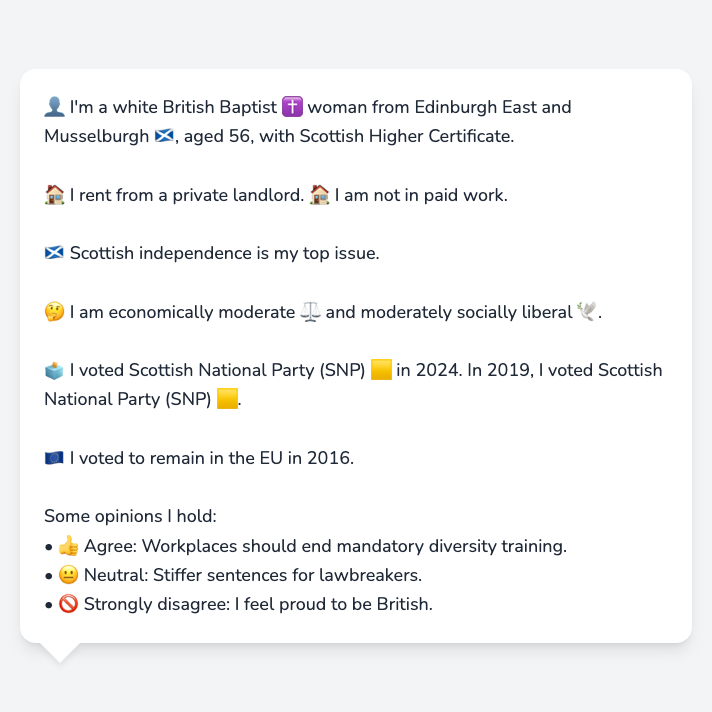 👤 I'm a white British Baptist ✝️ woman from Edinburgh East and
Musselburgh 🏴󠁧󠁢󠁳󠁣󠁴󠁿, aged 56, with Scottish Higher Certificate.
🏠 I rent from a private landlord. 🏠 I am not in paid work.
🏴󠁧󠁢󠁳󠁣󠁴󠁿 Scottish independence is my top issue.
🤔 I am economically moderate ⚖️ and moderately socially liberal 🕊️.
🗳️ I voted Scottish National Party (SNP) 🟨 in 2024. In 2019, I voted Scottish
National Party (SNP) 🟨.
🇪🇺 I voted to remain in the EU in 2016.
Some opinions I hold:
• 👍 Agree: Workplaces should end mandatory diversity training.
• 😐 Neutral: Stiffer sentences for lawbreakers.
• 🚫 Strongly disagree: I feel proud to be British.